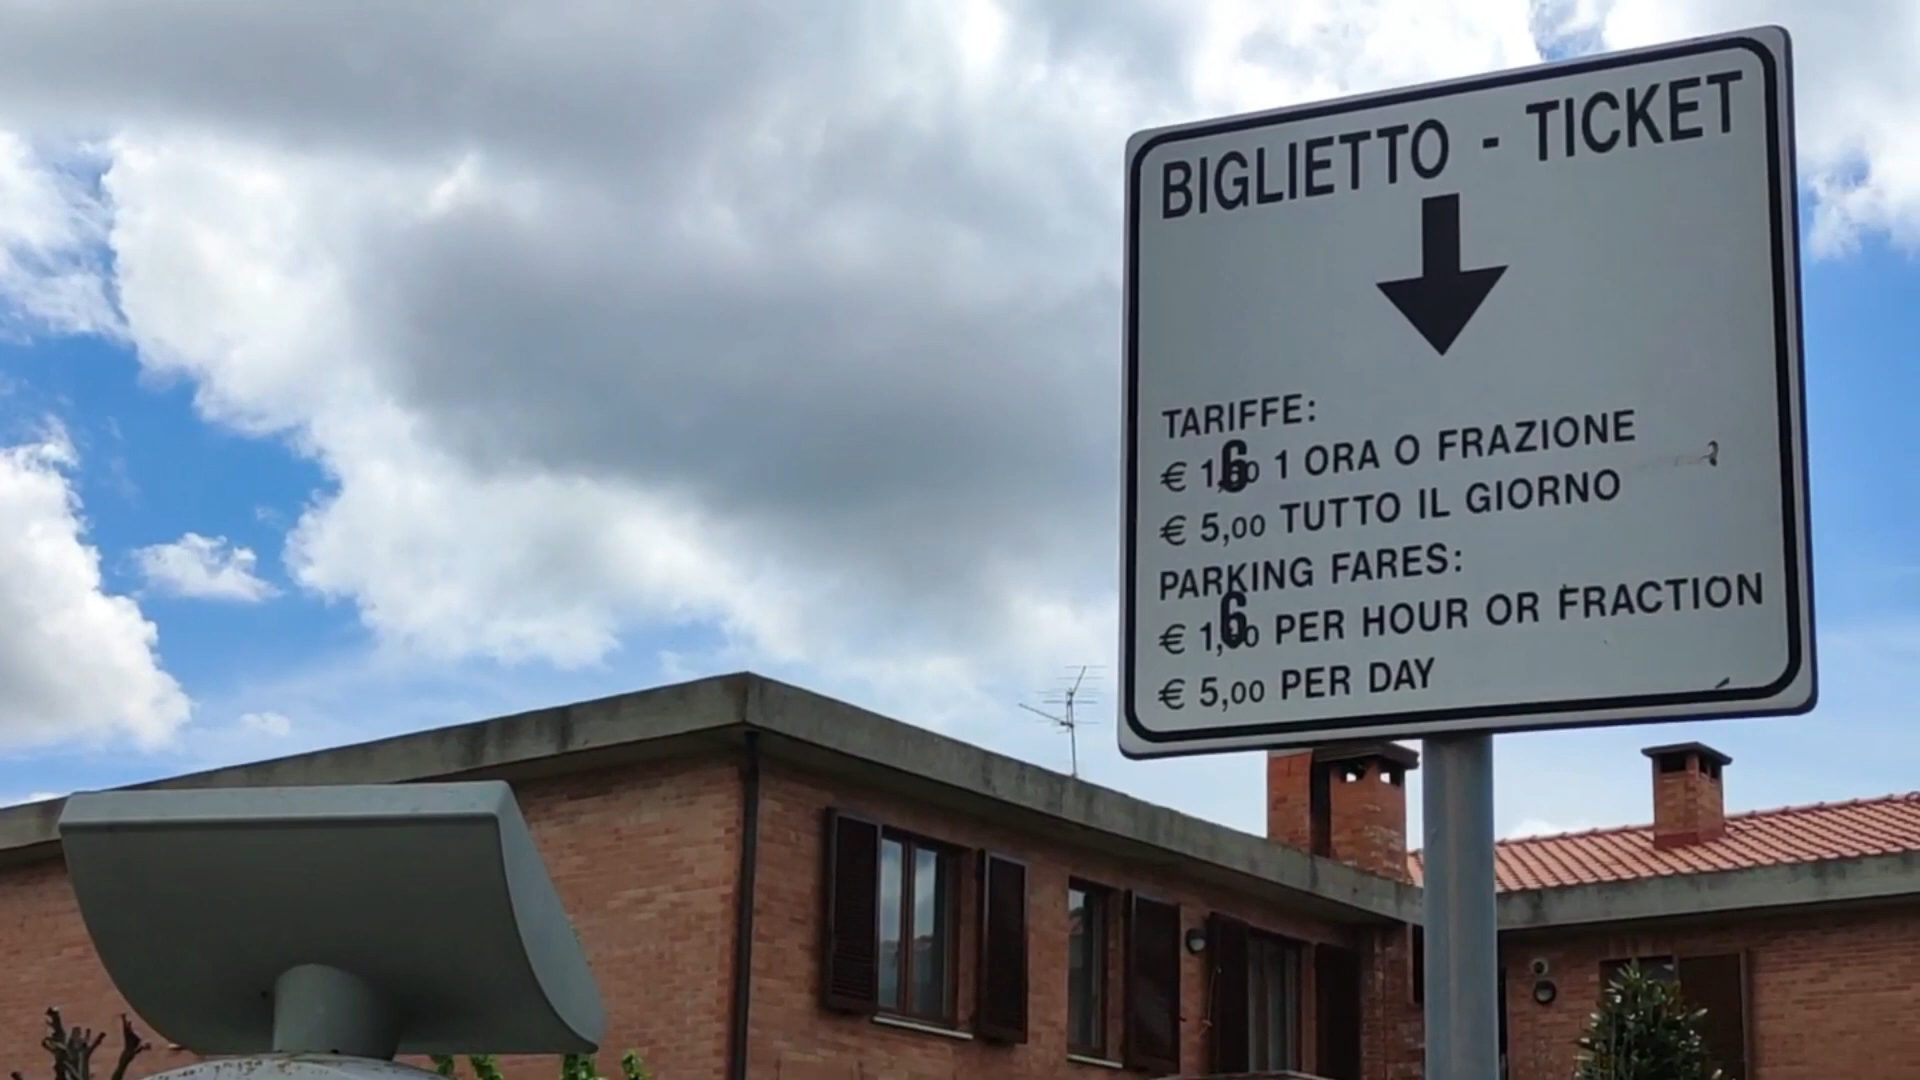 BIGLIETTO - TICKET
TARIFFE:
€ 1,60 1 ORA O FRAZIONE
€ 5,00 TUTTO IL GIORNO
PARKING FARES:
€ 1,60 PER HOUR OR FRACTION
€ 5,00 PER DAY